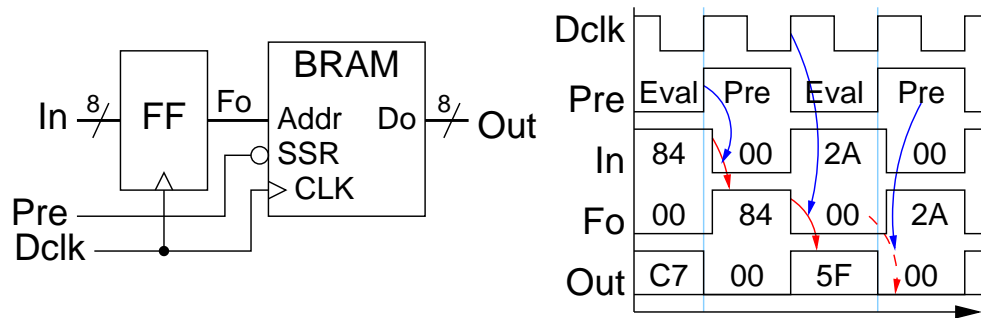 BRAM
In
8
FF
Fo
Addr
Do
8
Out
SSR
CLK
Pre
Dclk
Dclk
Pre Eval Pre Eval Pre
In 84 00 2A 00
Fo 00 84 00 2A
Out C7 00 5F 00